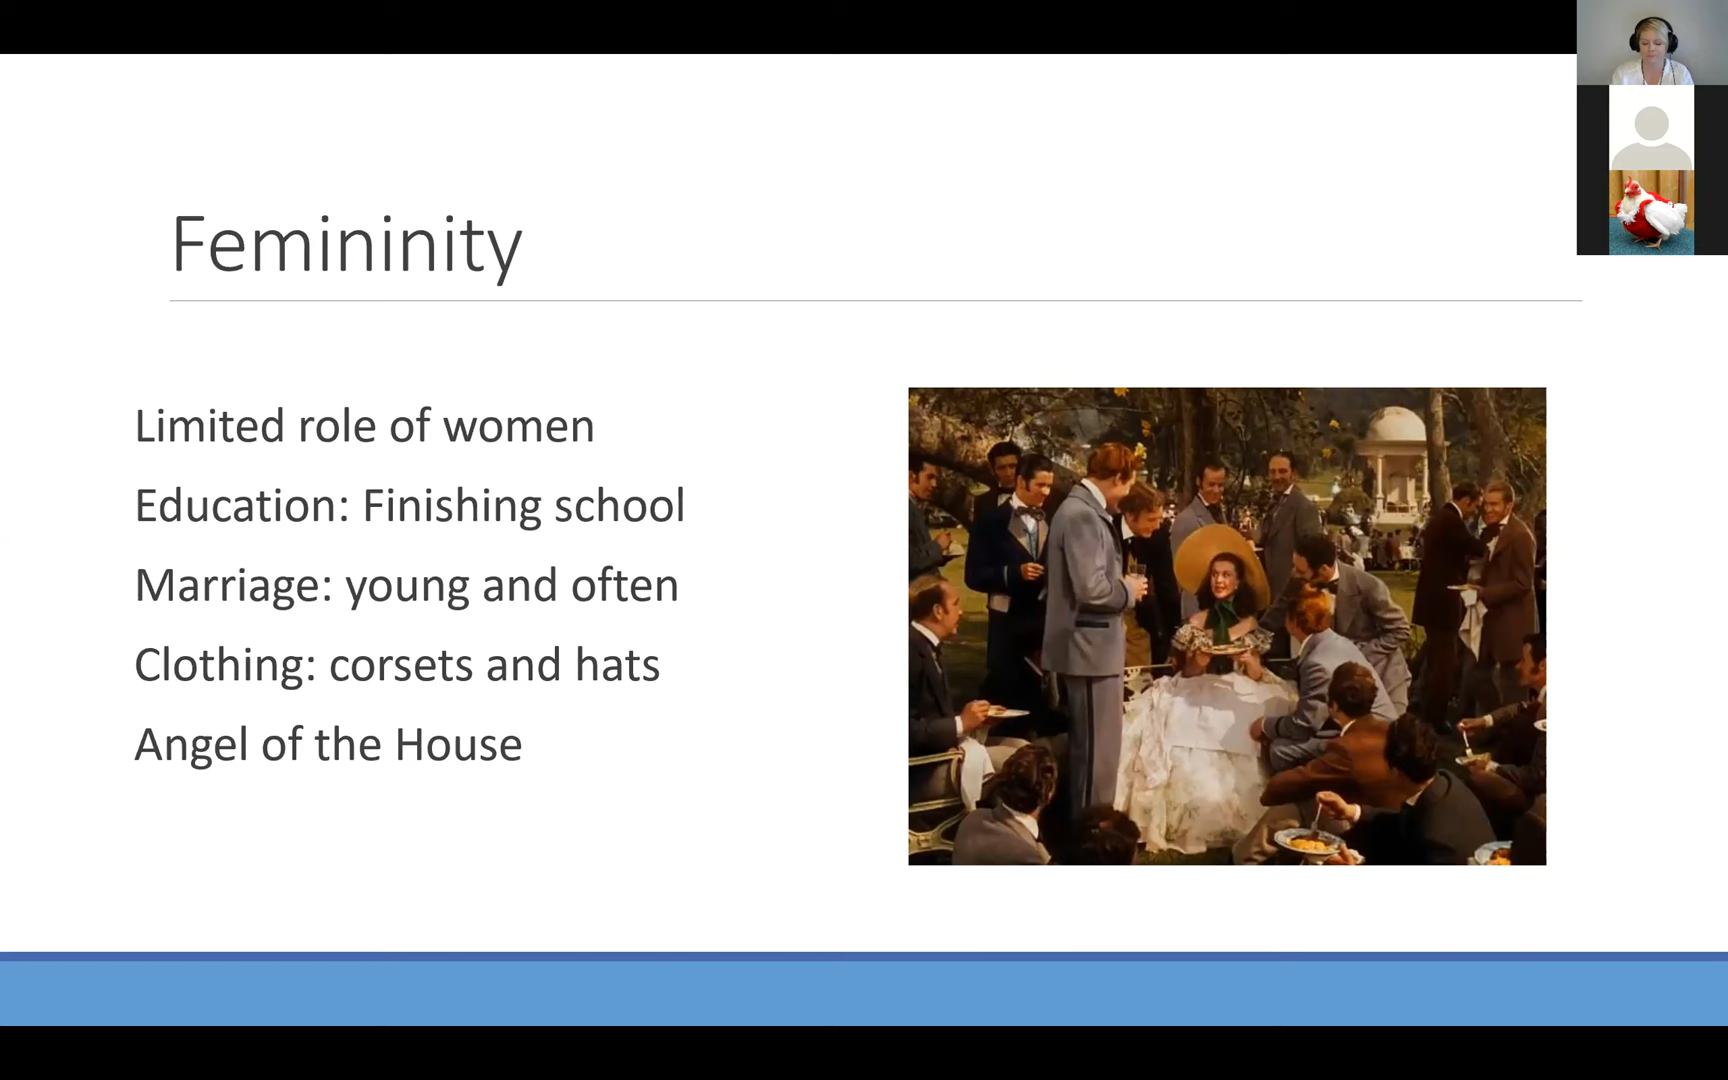 Femininity
Limited role of women
Education: Finishing school
Marriage: young and often
Clothing: corsets and hats
Angel of the House